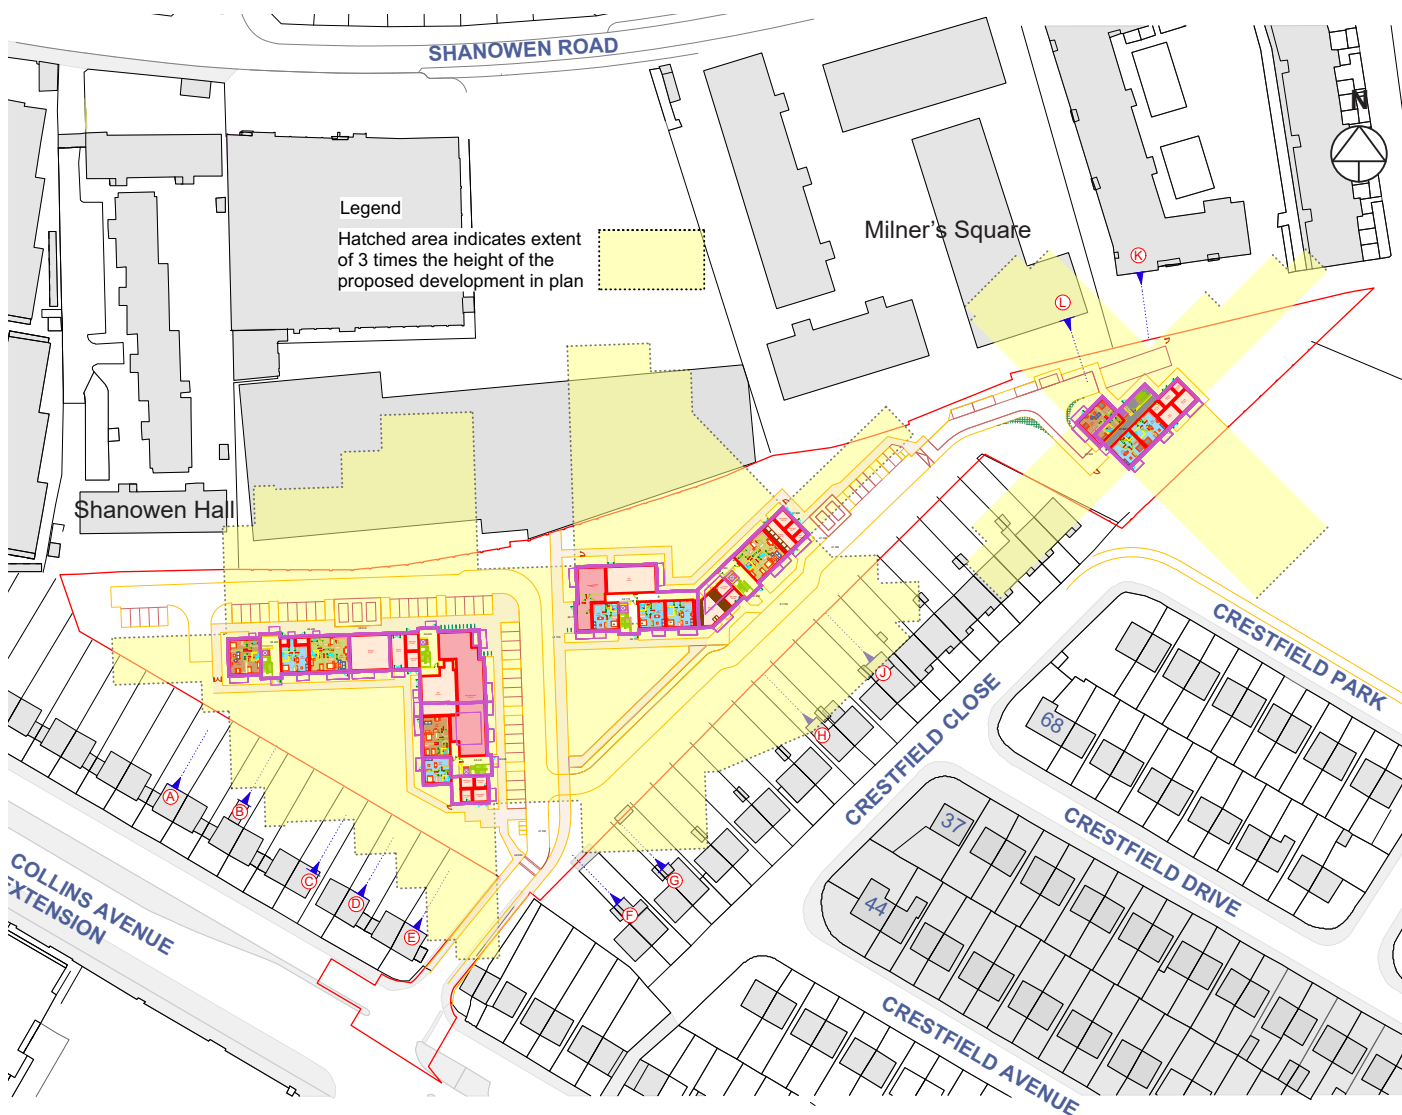 SHANOWEN ROAD
N
Legend
Hatched area indicates extent
of 3 times the height of the
proposed development in plan
Milner's Square
K
L
Shanowen Hall
CRESTFIELD PARK
J
68
H
CRESTFIELD CLOSE
A
B
37
CRESTFIELD DRIVE
COLLINS AVENUE
EXTENSION
C
D
E
G
F
44
CRESTFIELD AVENUE